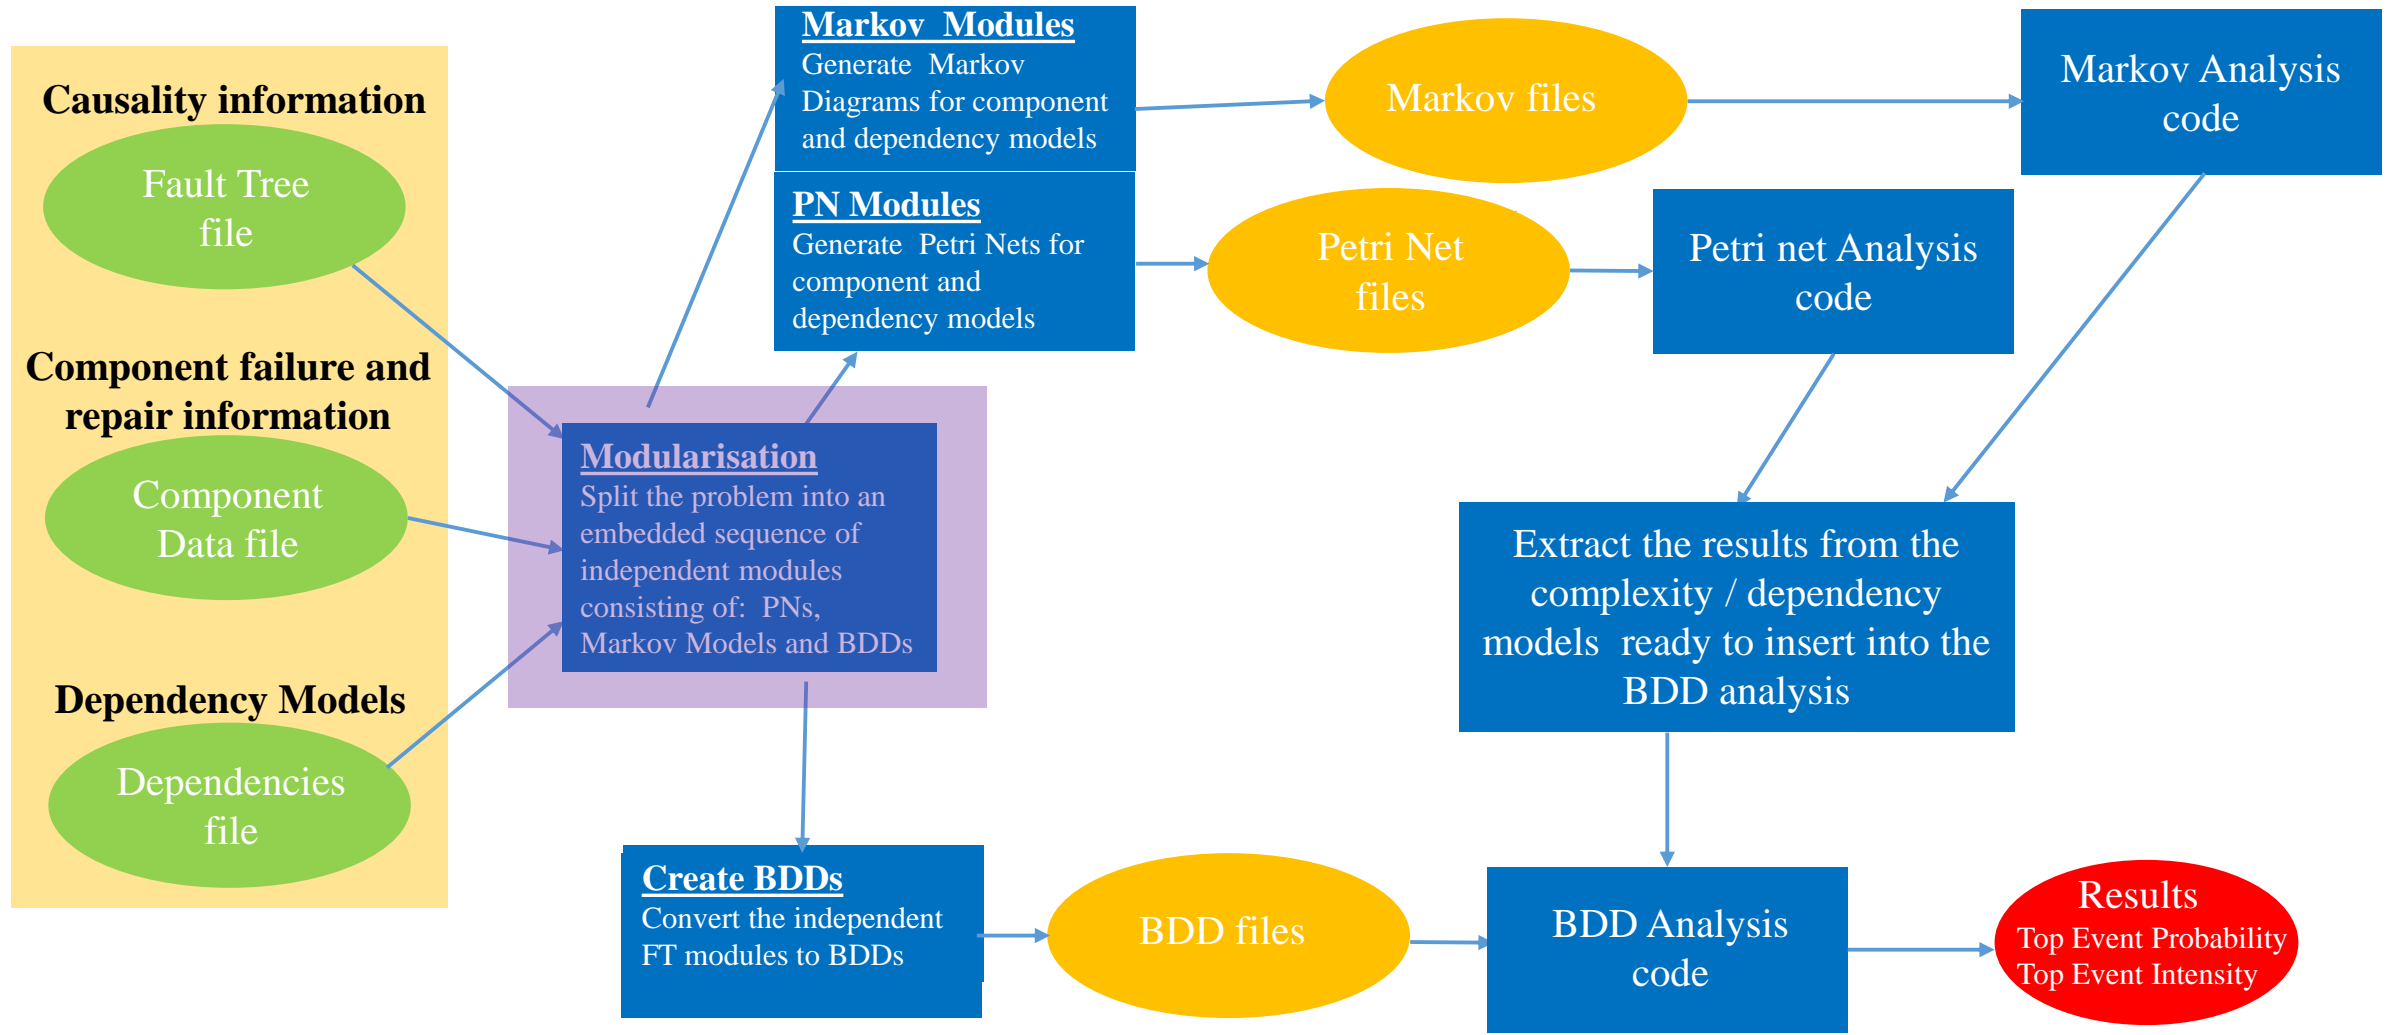 Causality information
Fault Tree
file
Component failure and
repair information
Component
Data file
Dependency Models
Dependencies
file
Modularisation
Split the problem into an
embedded sequence of
independent modules
consisting of: PNs,
Markov Models and BDDs
Markov Modules
Generate Markov
Diagrams for component
and dependency models
PN Modules
Generate Petri Nets for
component and
dependency models
Markov files
Markov Analysis
code
Petri Net
files
Petri net Analysis
code
Extract the results from the
complexity / dependency
models ready to insert into the
BDD analysis
Create BDDs
Convert the independent
FT modules to BDDs
BDD files
BDD Analysis
code
Results
Top Event Probability
Top Event Intensity